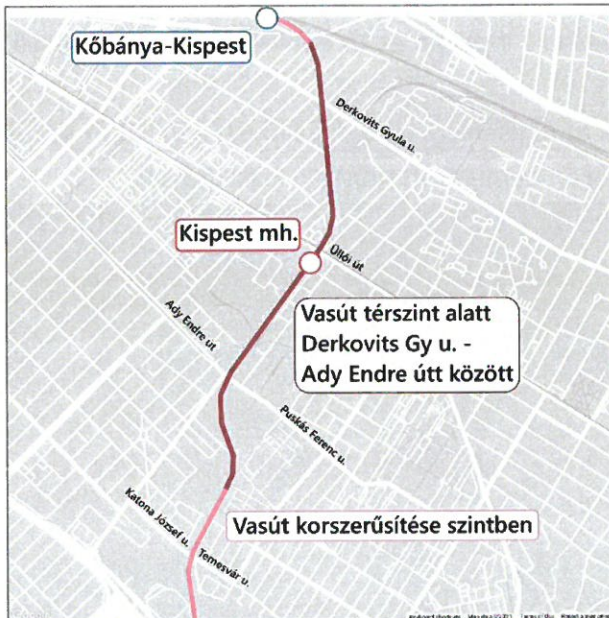 Kőbánya-Kispest
Derkovits Gyula u.
Kispest mh.
Üllői út
Vasút térszint alatt
Derkovits Gy u. -
Ady Endre útt között
Ady Endre út
Puskás Ferenc u.
Vasút korszerűsítése szintben
Katona József u.
Temesvár u.